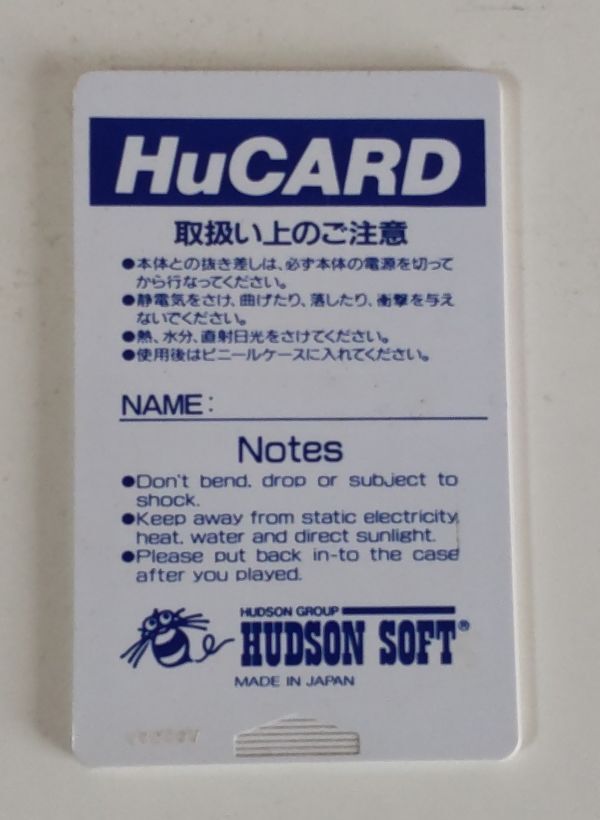 HuCARD
取扱い上のご注意
●本体との抜き差しは、必ず本体の電源を切って
から行なってください。
●静電気をさけ、曲げたり、落したり、衝撃を与え
ないでください。
●熱、水分、直射日光をさけてください。
●使用後はビニールケースに入れてください。
NAME:
Notes
●Don't bend, drop or subject to
shock.
●Keep away from static electricity,
heat, water and direct sunlight.
●Please put back in-to the case
after you played.
HUDSON GROUP
HUDSON SOFT®
MADE IN JAPAN